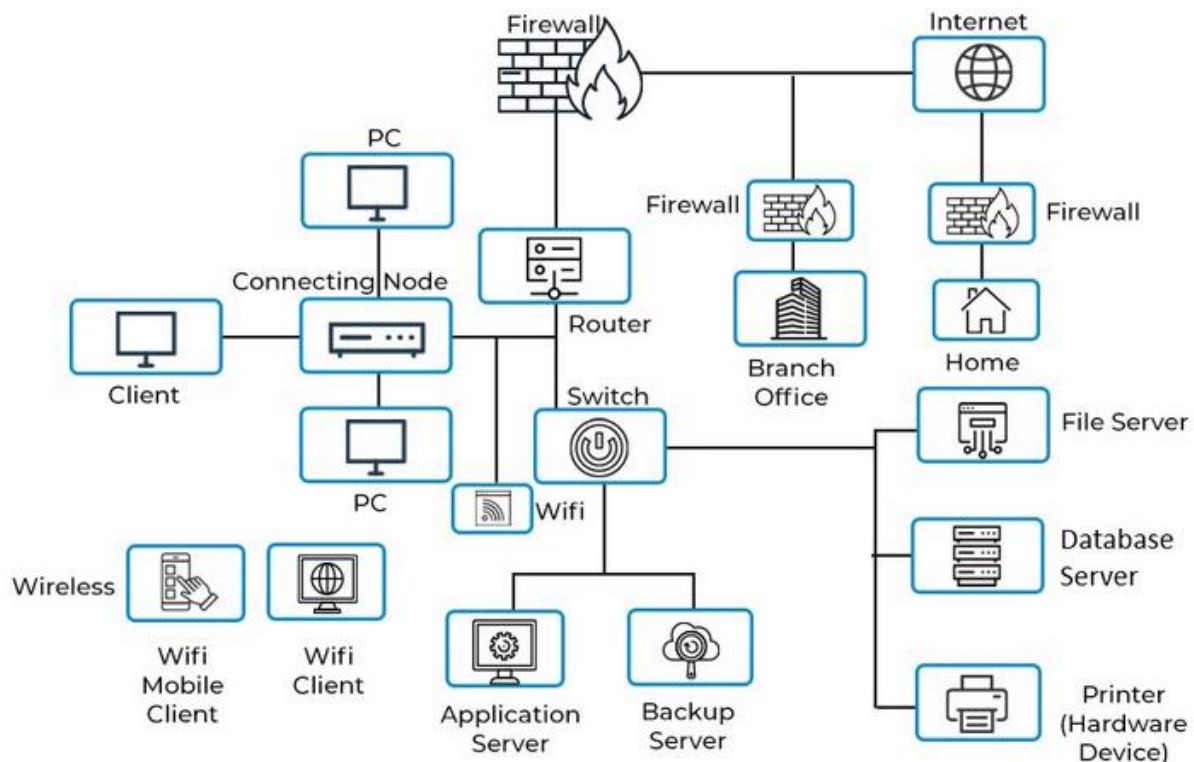 Firewall
Internet
PC
Firewall
Firewall
Connecting Node
Router
Client
Branch
Office
Home
Switch
File Server
PC
Wifi
Database
Server
Wireless
Wifi
Mobile
Client
Wifi
Client
Application
Server
Backup
Server
Printer
(Hardware
Device)